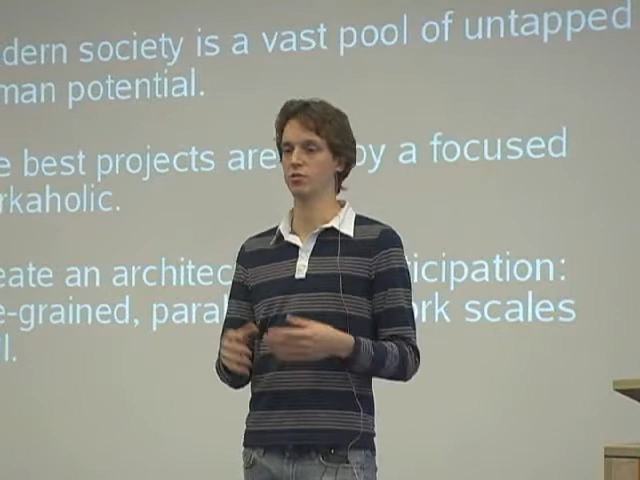 dern society is a vast pool of untapped
man potential.
e best projects are by a focused
rkaholic.
eate an architec icipation:
e-grained, paral rk scales
l.